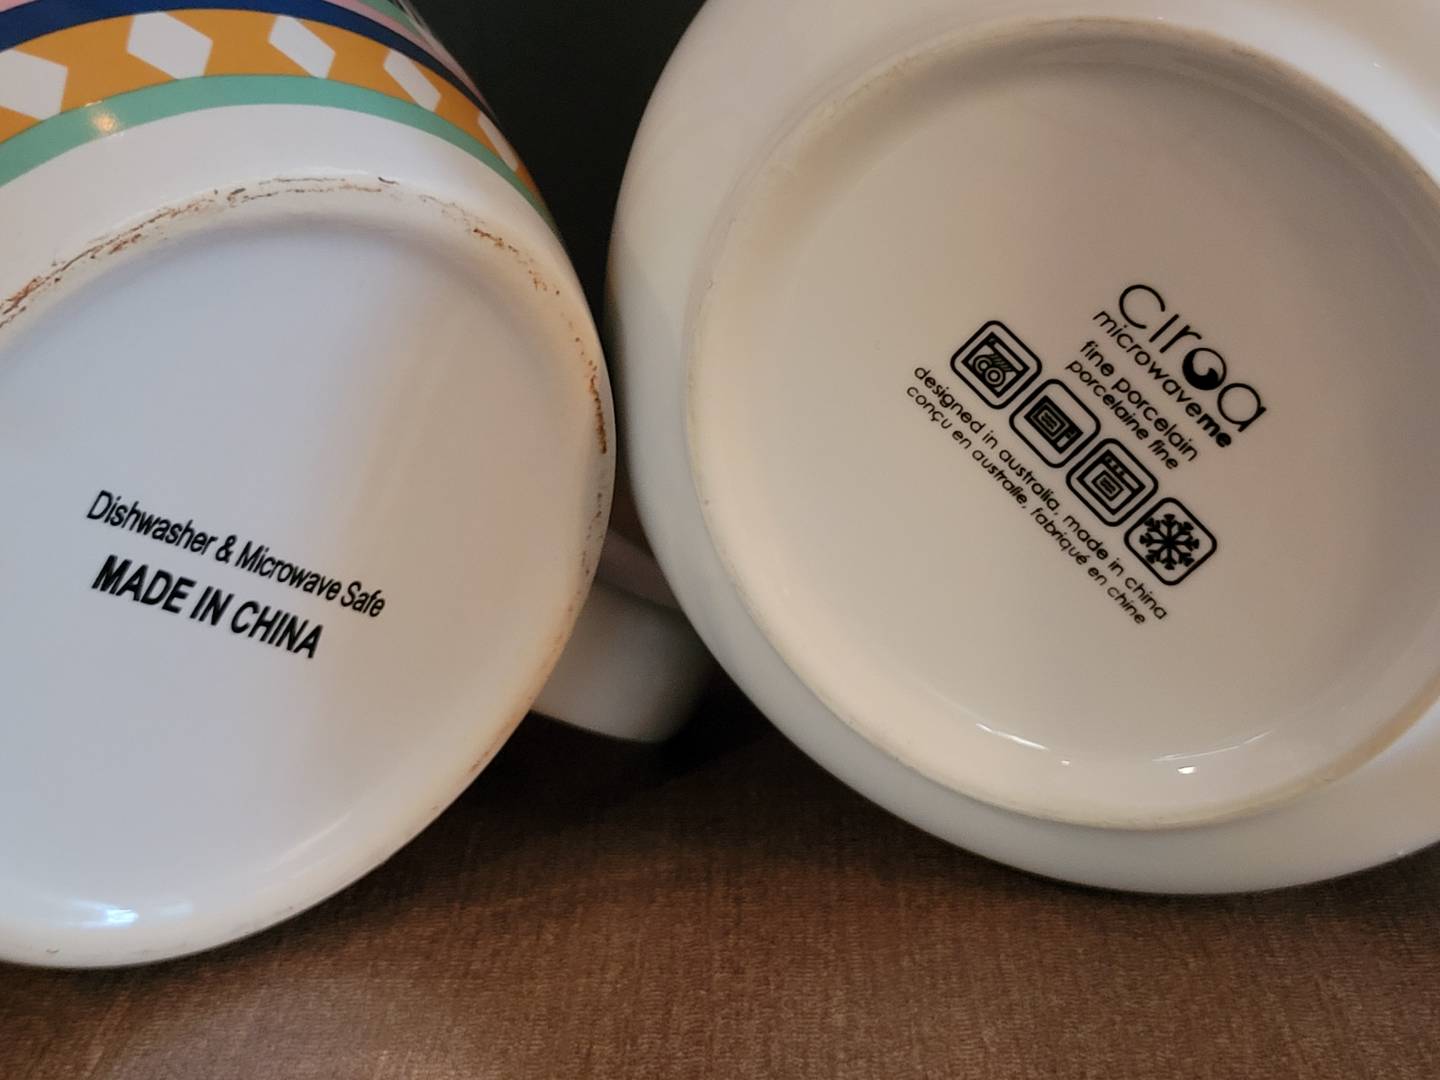 Dishwasher & Microwave Safe
MADE IN CHINA
ciroa
microwaveme
fine porcelain
porcelaine fine
designed in australia, made in china
conçu en australie, fabriqué en chine